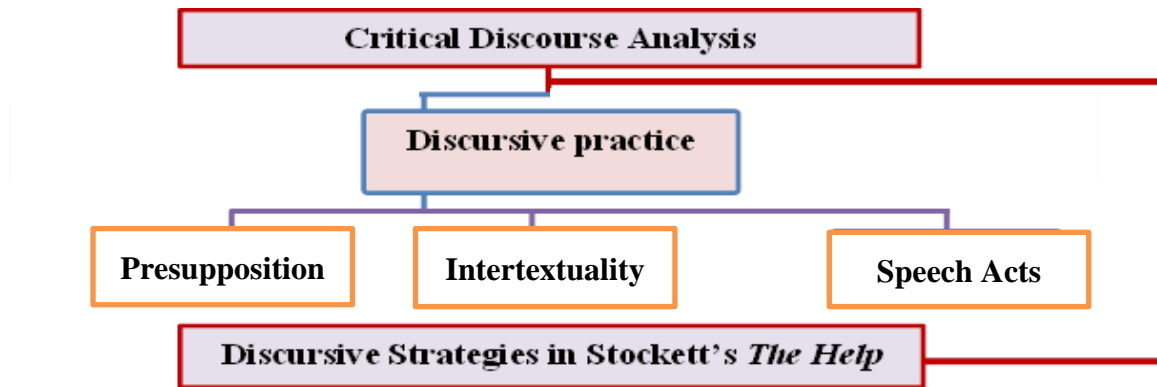 Critical Discourse Analysis
Discursive practice
Presupposition
Intertextuality
Speech Acts
Discursive Strategies in Stockett's The Help